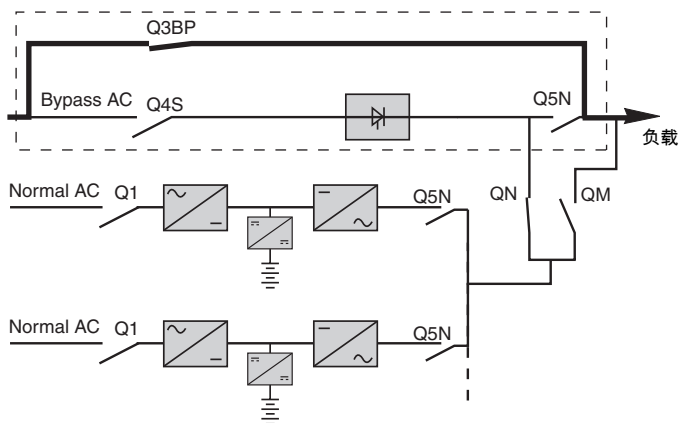 Q3BP
Bypass AC
Q4S
Q5N
负载
Normal AC
Q1
Q5N
QN
QM
Normal AC
Q1
Q5N